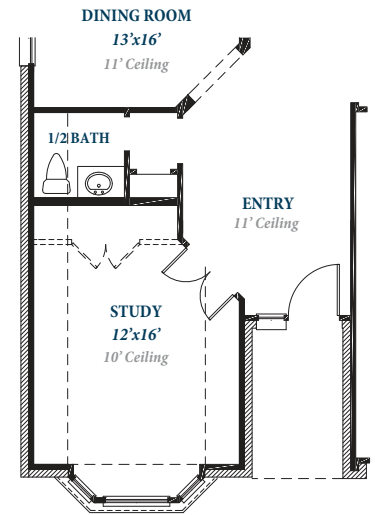 DINING ROOM
13’x16’
11’ Ceiling
1/2 BATH
ENTRY
11’ Ceiling
STUDY
12’x16’
10’ Ceiling